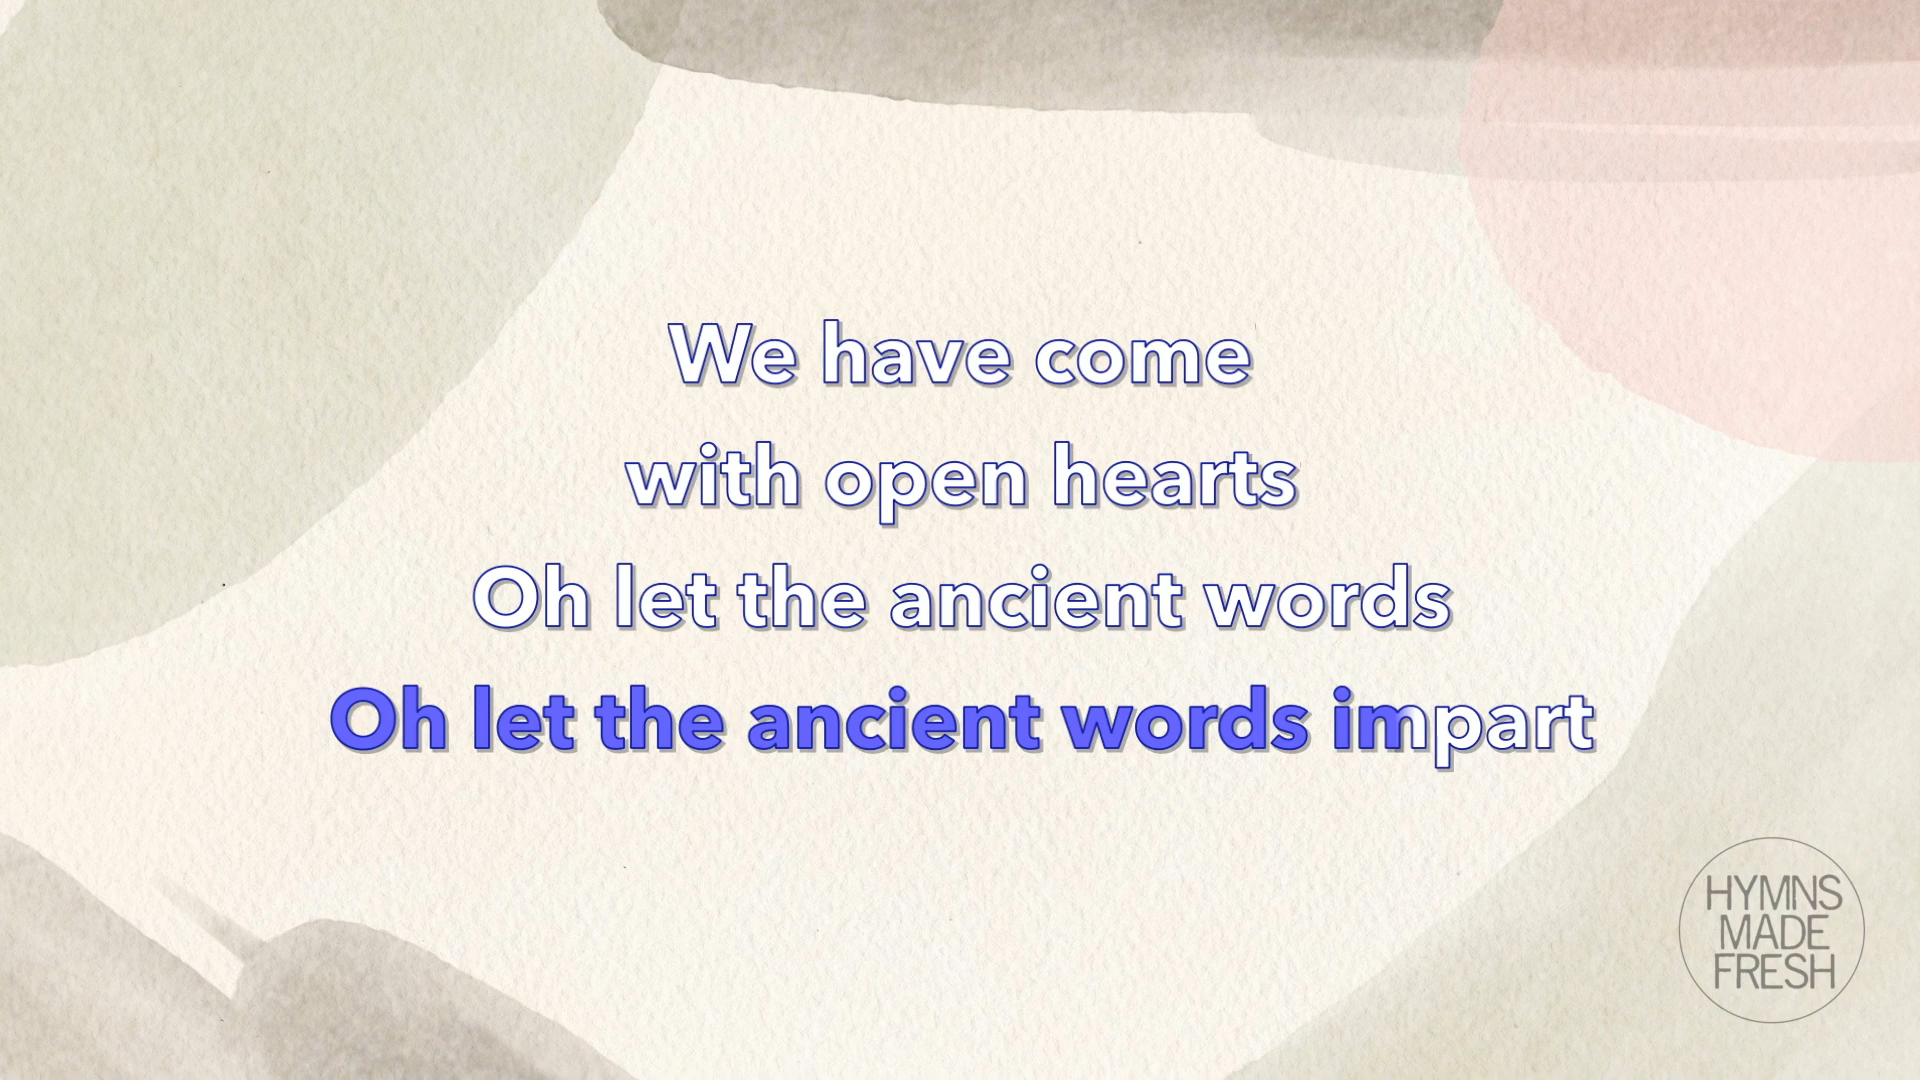 We have come
with open hearts
Oh let the ancient words
Oh let the ancient words impart
HYMNS
MADE
FRESH